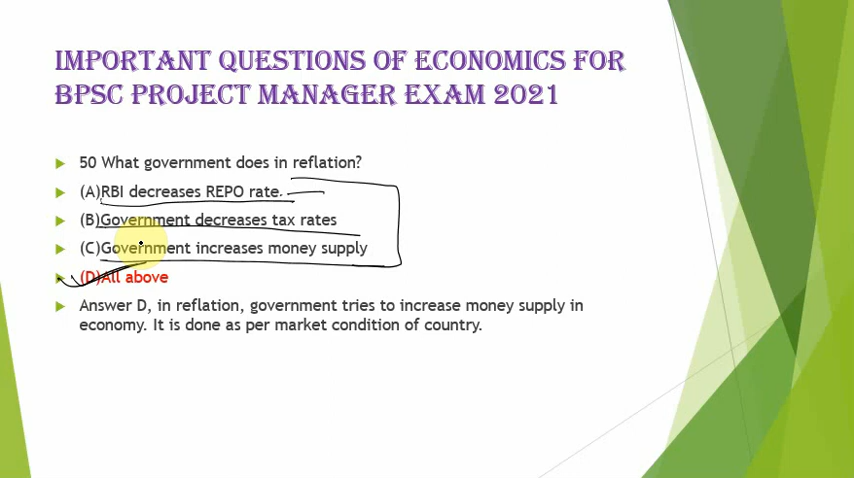 IMPORTANT QUESTIONS OF ECONOMICS FOR
BPSC PROJECT MANAGER EXAM 2021
50 What government does in reflation?
(A)RBI decreases REPO rate.
(B)Government decreases tax rates
(C)Government increases money supply
(D)All above
Answer D, in reflation, government tries to increase money supply in
economy. It is done as per market condition of country.